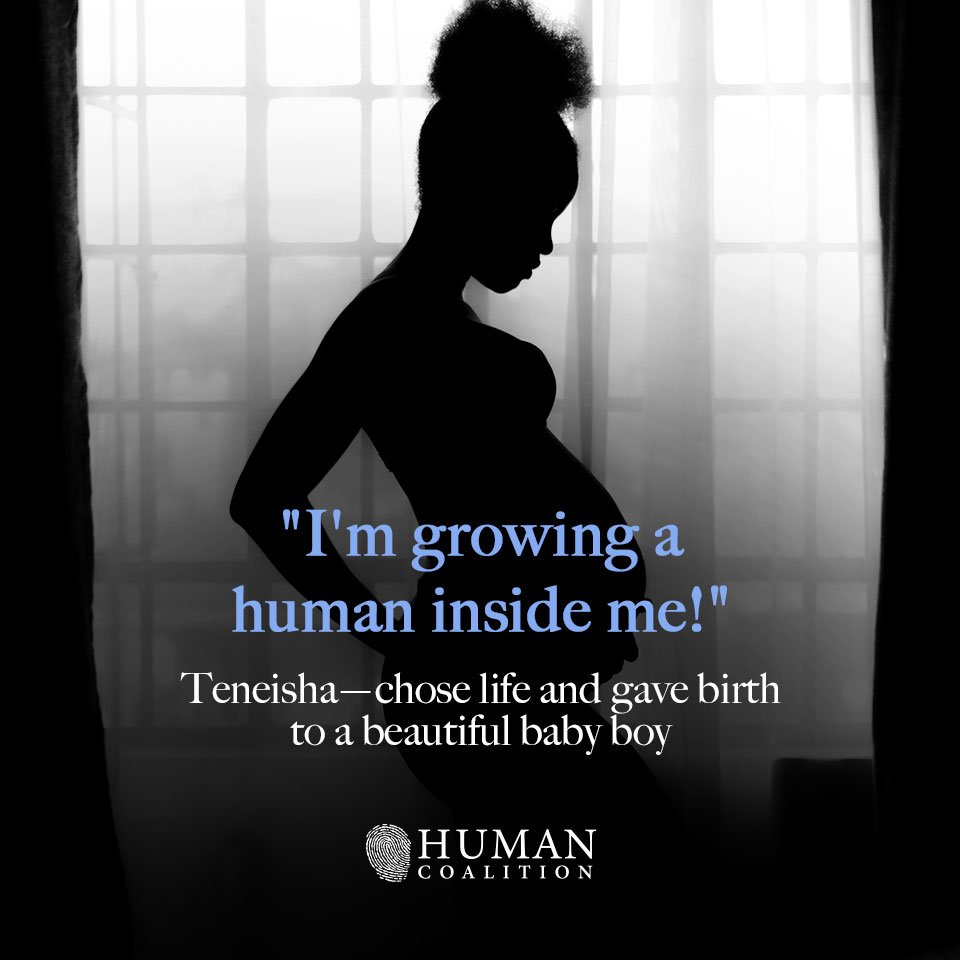 "I'm growing a
human inside me!"
Teneisha—chose life and gave birth
to a beautiful baby boy
HUMAN
COALITION